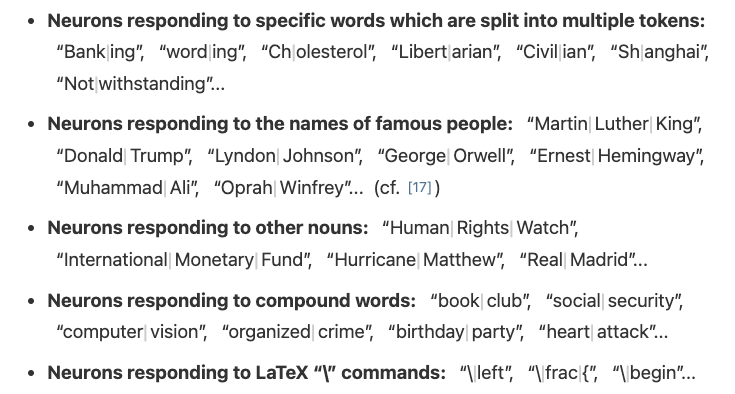 • Neurons responding to specific words which are split into multiple tokens:
“Bank|ing”, “word|ing”, “Ch|olesterol”, “Libert|arian”, “Civil|ian”, “Sh|anghai”,
“Not|withstanding”...
• Neurons responding to the names of famous people: “Martin| Luther| King”,
“Donald| Trump”, “Lyndon| Johnson”, “George| Orwell”, “Ernest| Hemingway”,
“Muhammad| Ali”, “Oprah| Winfrey”... (cf. [17])
• Neurons responding to other nouns: “Human| Rights| Watch”,
“International| Monetary| Fund”, “Hurricane| Matthew”, “Real| Madrid”...
• Neurons responding to compound words: “book| club”, “social| security”,
“computer| vision”, “organized| crime”, “birthday| party”, “heart| attack”...
• Neurons responding to LaTeX “\” commands: “\|left”, “\|frac|{”, “\|begin”...